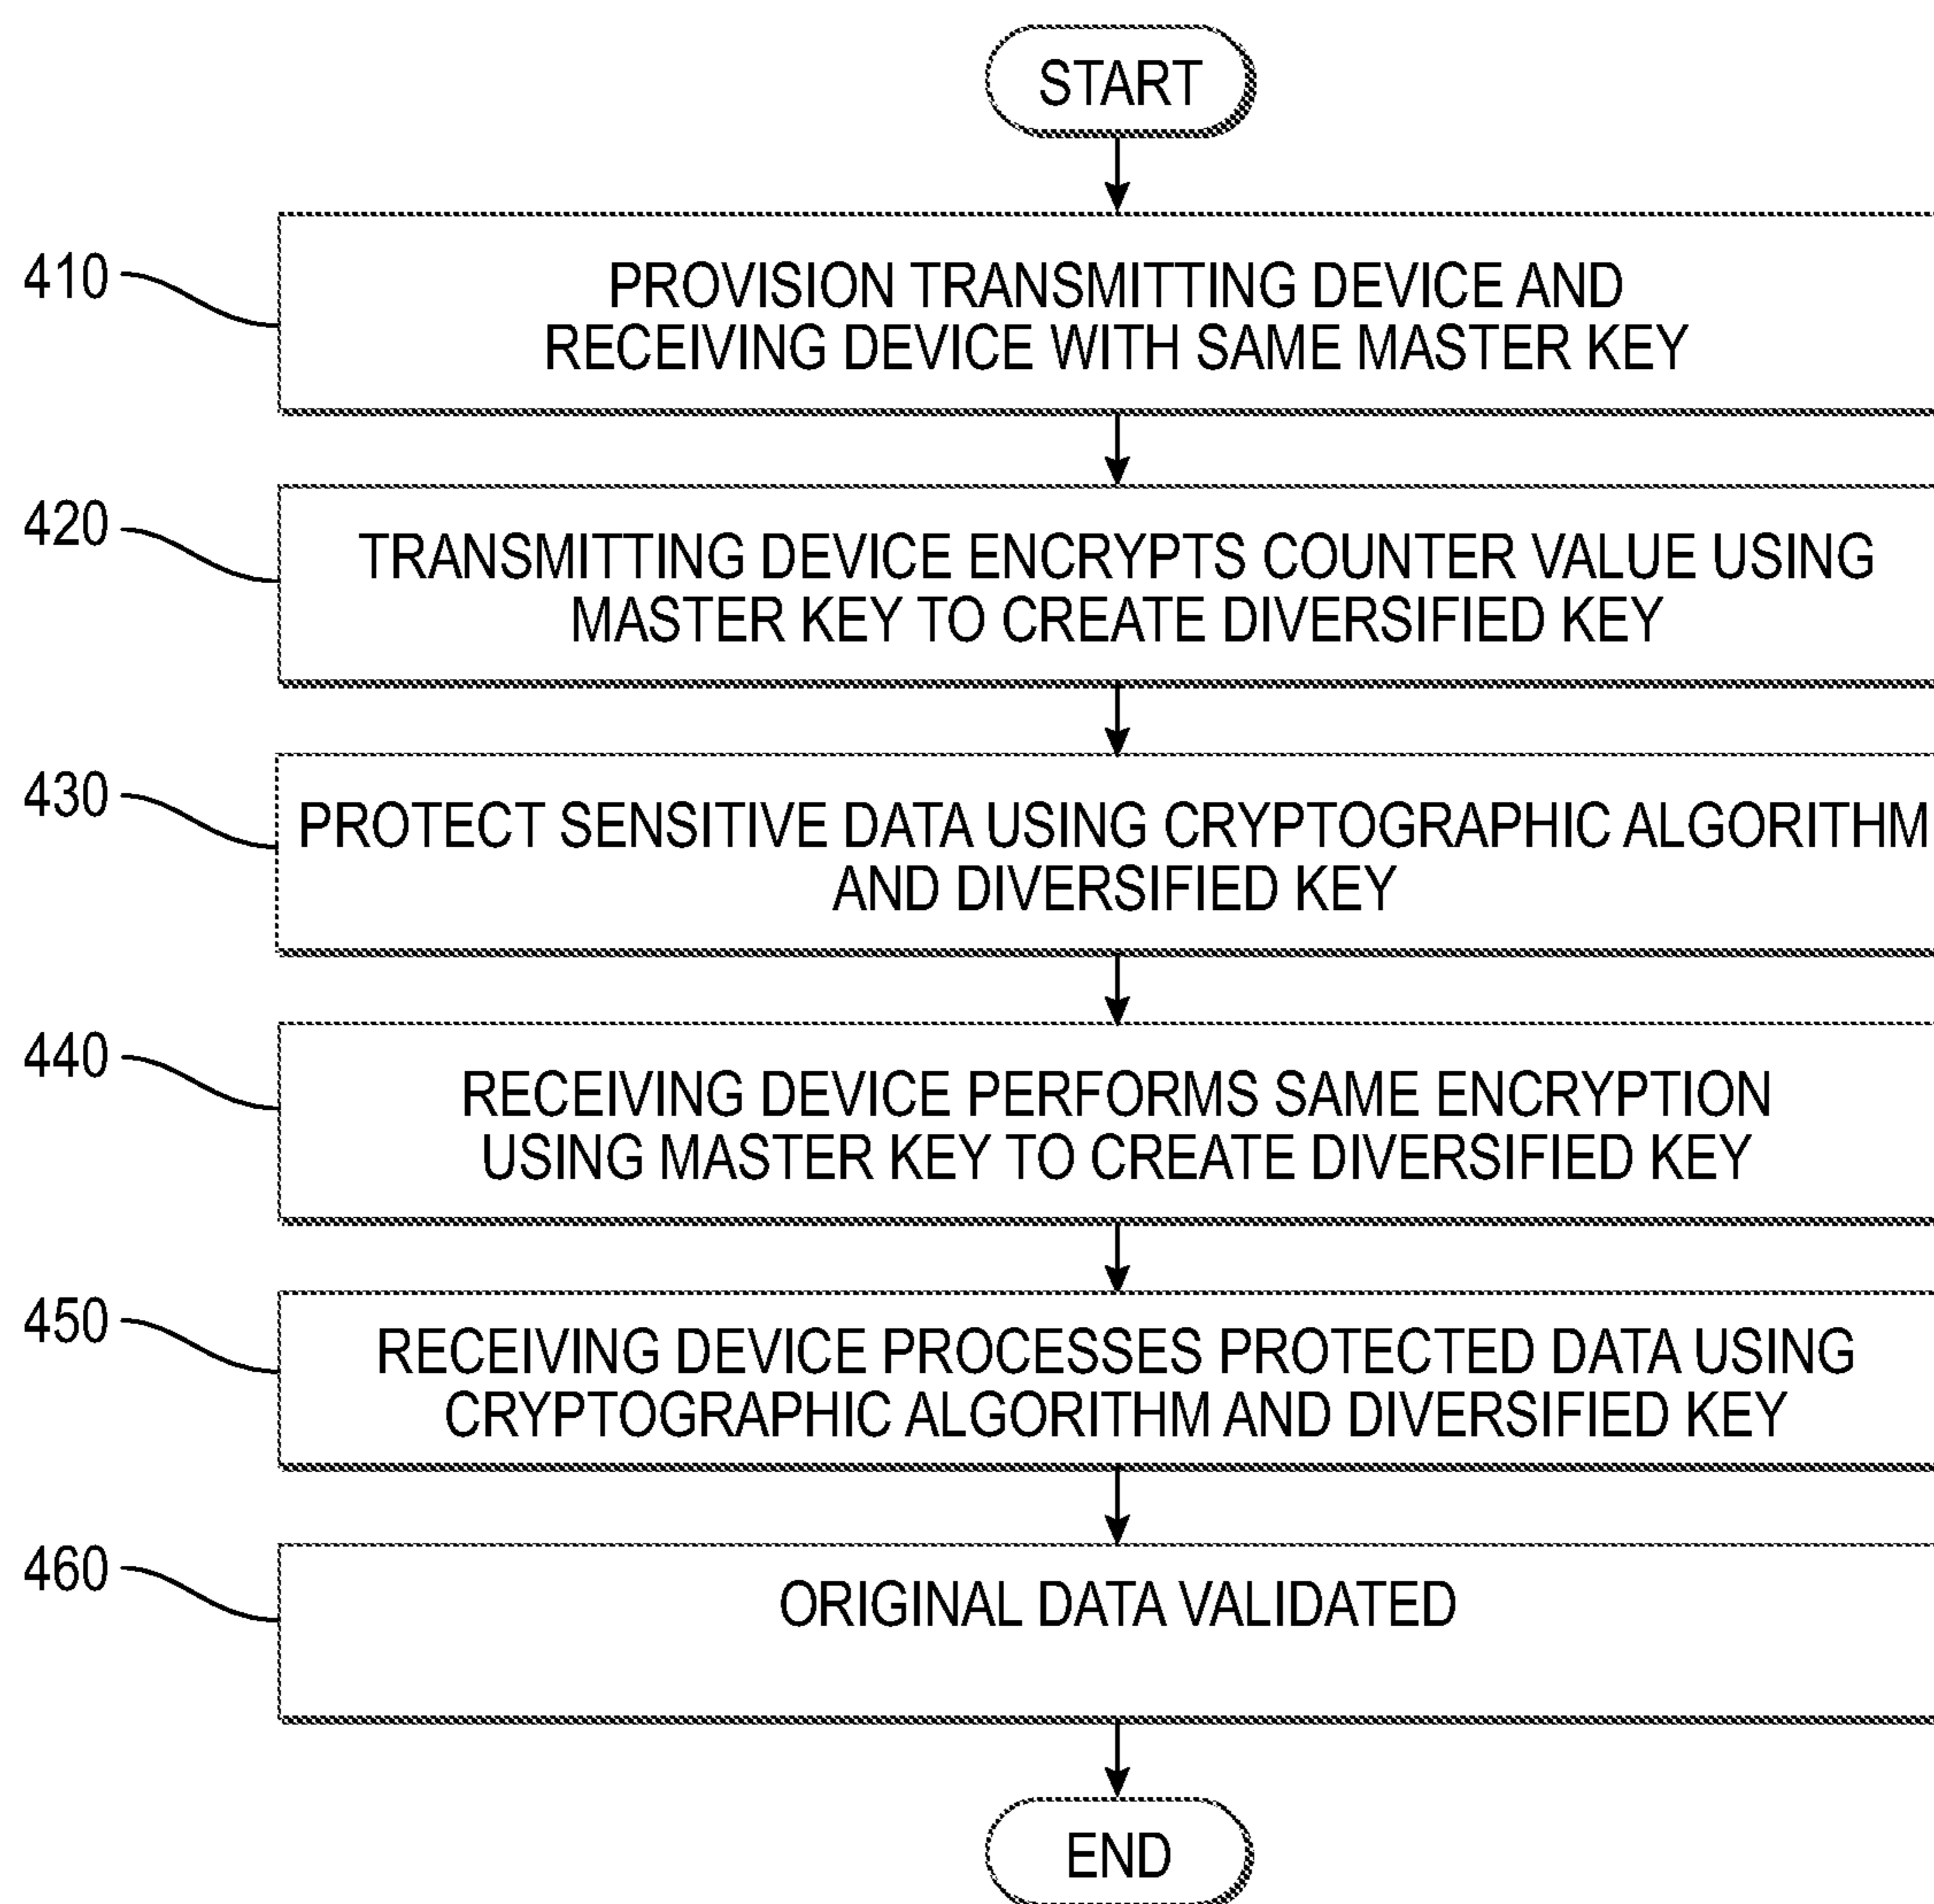 START
410
PROVISION TRANSMITTING DEVICE AND
RECEIVING DEVICE WITH SAME MASTER KEY
420
TRANSMITTING DEVICE ENCRYPTS COUNTER VALUE USING
MASTER KEY TO CREATE DIVERSIFIED KEY
430
PROTECT SENSITIVE DATA USING CRYPTOGRAPHIC ALGORITHM
AND DIVERSIFIED KEY
440
RECEIVING DEVICE PERFORMS SAME ENCRYPTION
USING MASTER KEY TO CREATE DIVERSIFIED KEY
450
RECEIVING DEVICE PROCESSES PROTECTED DATA USING
CRYPTOGRAPHIC ALGORITHM AND DIVERSIFIED KEY
460
ORIGINAL DATA VALIDATED
END